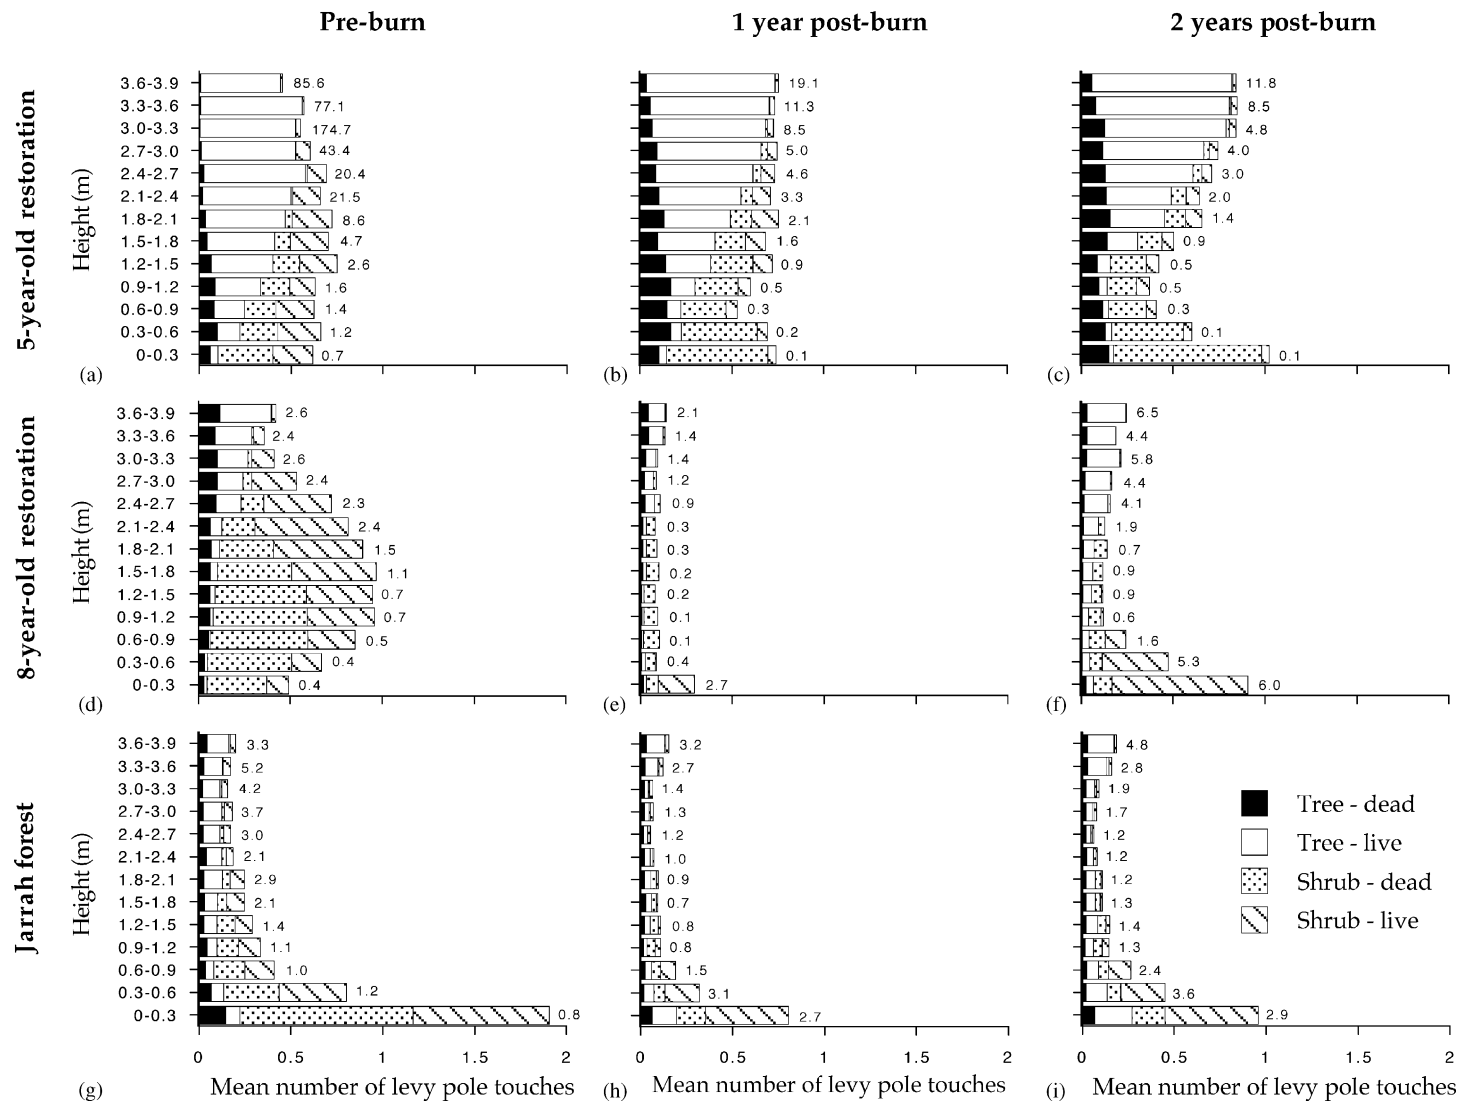 Pre-burn 1 year post-burn 2 years post-burn
5-year-old restoration
Height (m)
3.6-3.9 85.6 19.1 11.8
3.3-3.6 77.1 11.3 8.5
3.0-3.3 174.7 8.5 4.8
2.7-3.0 43.4 5.0 4.0
2.4-2.7 20.4 4.6 3.0
2.1-2.4 21.5 3.3 2.0
1.8-2.1 8.6 2.1 1.4
1.5-1.8 4.7 1.6 0.9
1.2-1.5 2.6 0.9 0.5
0.9-1.2 1.6 0.5 0.5
0.6-0.9 1.4 0.3 0.3
0.3-0.6 1.2 0.2 0.1
0-0.3 0.7 0.1 0.1
(a) (b) (c)
8-year-old restoration
Height (m)
3.6-3.9 2.6 2.1 6.5
3.3-3.6 2.4 1.4 4.4
3.0-3.3 2.6 1.4 5.8
2.7-3.0 2.4 1.2 4.4
2.4-2.7 2.3 0.9 4.1
2.1-2.4 2.4 0.3 1.9
1.8-2.1 1.5 0.3 0.7
1.5-1.8 1.1 0.2 0.9
1.2-1.5 0.7 0.2 0.9
0.9-1.2 0.7 0.1 0.6
0.6-0.9 0.5 0.1 1.6
0.3-0.6 0.4 0.4 5.3
0-0.3 0.4 2.7 6.0
(d) (e) (f)
Jarrah forest
Height (m)
3.6-3.9 3.3 3.2 4.8
3.3-3.6 5.2 2.7 2.8
3.0-3.3 4.2 1.4 1.9
2.7-3.0 3.7 1.3 1.7
2.4-2.7 3.0 1.2 1.2
2.1-2.4 2.1 1.0 1.2
1.8-2.1 2.9 0.9 1.2
1.5-1.8 2.1 0.7 1.3
1.2-1.5 1.4 0.8 1.4
0.9-1.2 1.1 0.8 1.3
0.6-0.9 1.0 1.5 2.4
0.3-0.6 1.2 3.1 3.6
0-0.3 0.8 2.7 2.9
Tree - dead
Tree - live
Shrub - dead
Shrub - live
0 0.5 1 1.5 2 0 0.5 1 1.5 2 0 0.5 1 1.5 2
(g) Mean number of levy pole touches (h) Mean number of levy pole touches (i) Mean number of levy pole touches